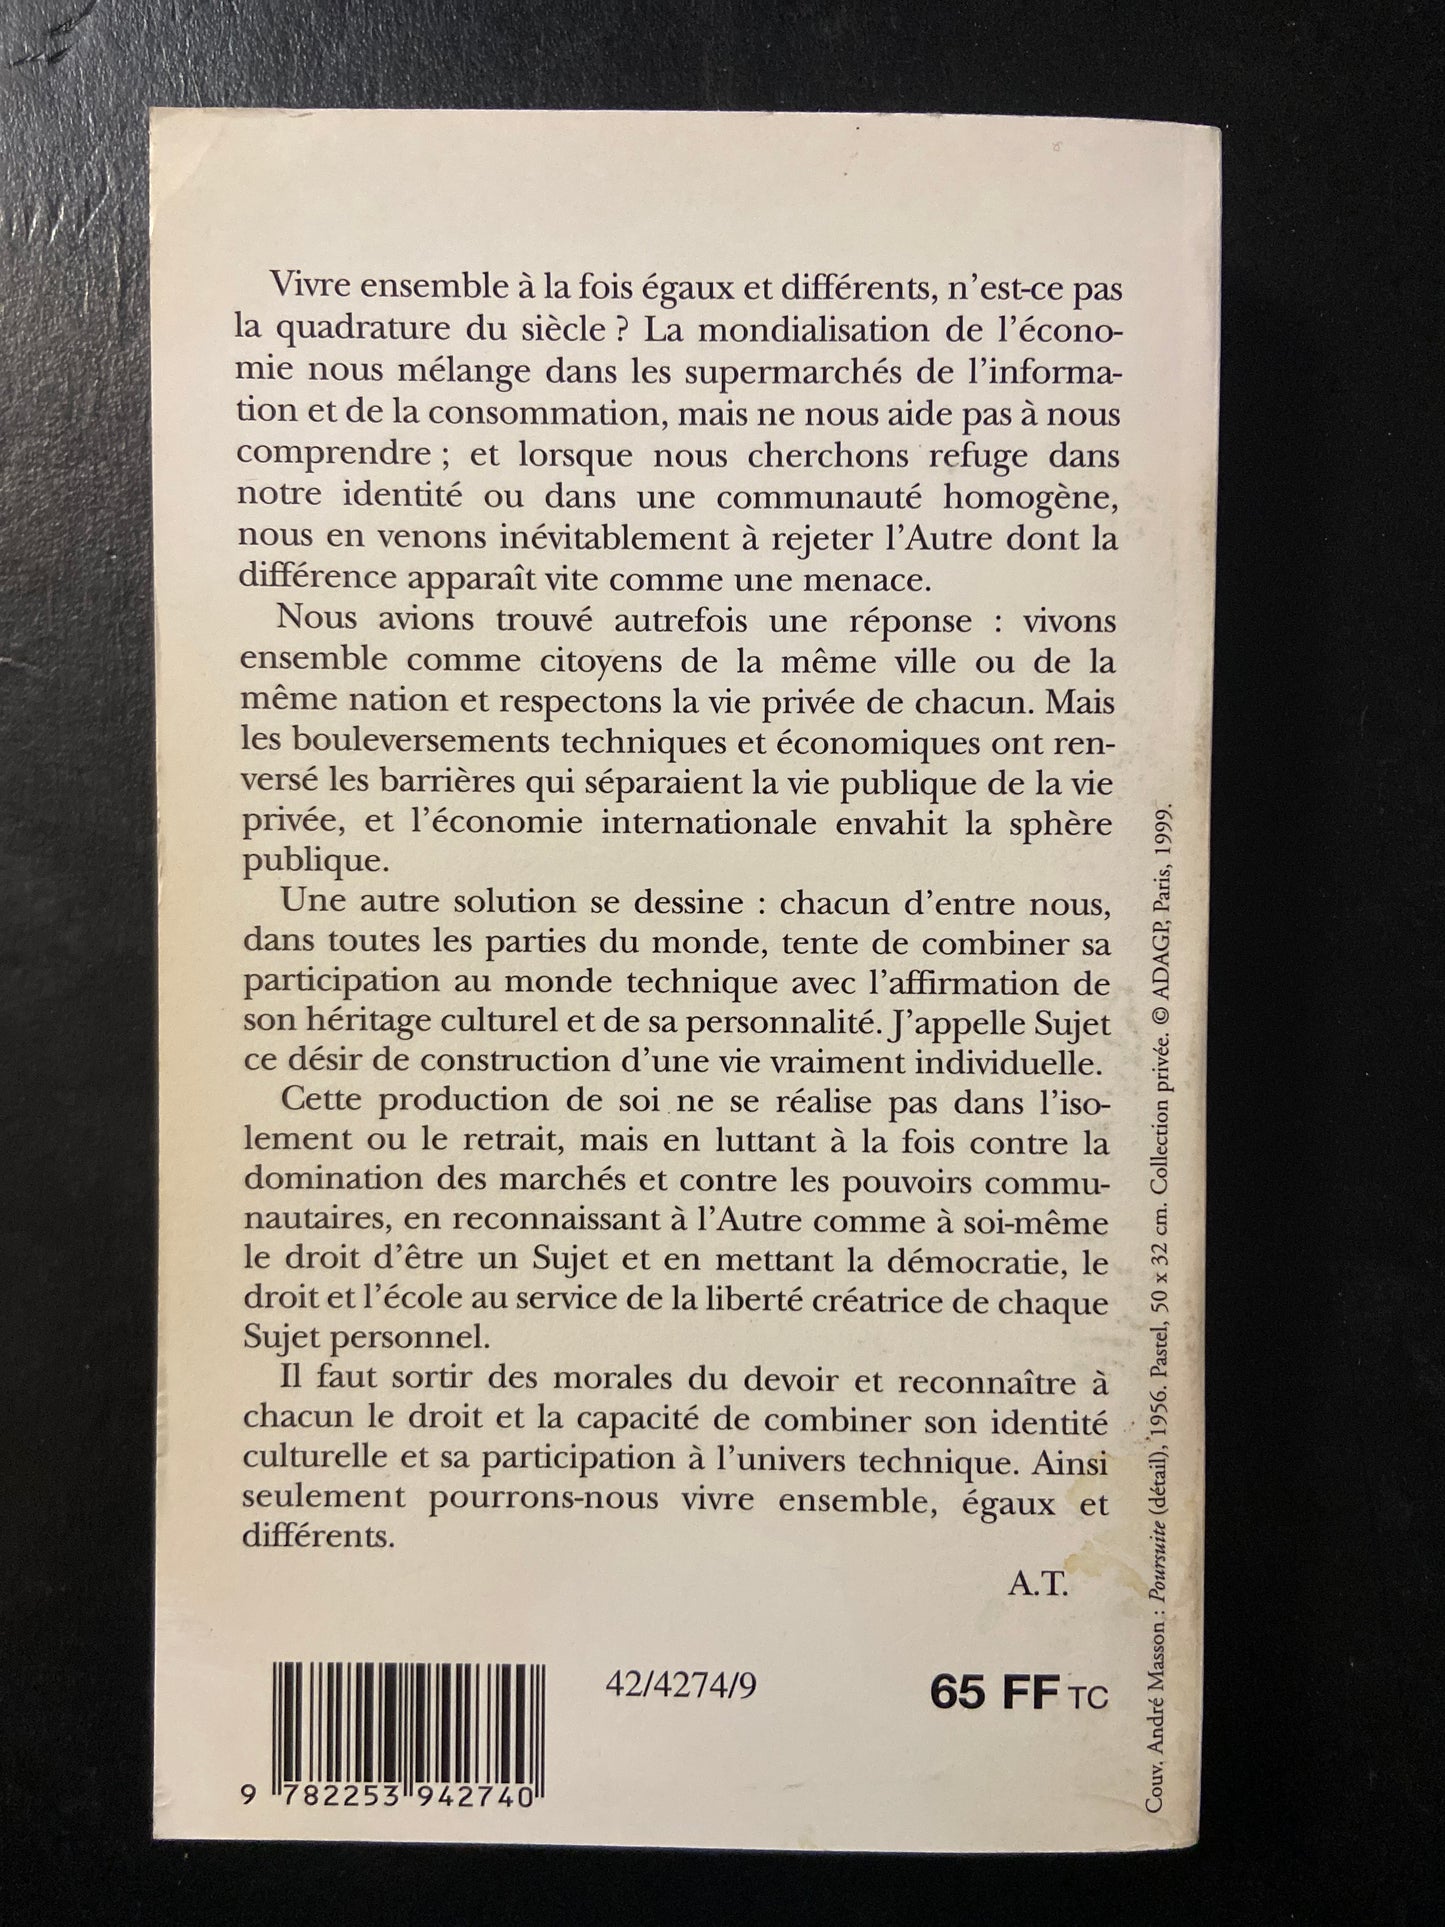 Vivre ensemble à la fois égaux et différents, n’est-ce pas
la quadrature du siècle ? La mondialisation de l’écono-
mie nous mélange dans les supermarchés de l’informa-
tion et de la consommation, mais ne nous aide pas à nous
comprendre ; et lorsque nous cherchons refuge dans
notre identité ou dans une communauté homogène,
nous en venons inévitablement à rejeter l’Autre dont la
différence apparaît vite comme une menace.
Nous avions trouvé autrefois une réponse : vivons
ensemble comme citoyens de la même ville ou de la
même nation et respectons la vie privée de chacun. Mais
les bouleversements techniques et économiques ont ren-
versé les barrières qui séparaient la vie publique de la vie
privée, et l’économie internationale envahit la sphère
publique.
Une autre solution se dessine : chacun d’entre nous,
dans toutes les parties du monde, tente de combiner sa
participation au monde technique avec l’affirmation de
son héritage culturel et de sa personnalité. J’appelle Sujet
ce désir de construction d’une vie vraiment individuelle.
Cette production de soi ne se réalise pas dans l’iso-
lement ou le retrait, mais en luttant à la fois contre la
domination des marchés et contre les pouvoirs commu-
nautaires, en reconnaissant à l’Autre comme à soi-même
le droit d’être un Sujet et en mettant la démocratie, le
droit et l’école au service de la liberté créatrice de chaque
Sujet personnel.
Il faut sortir des morales du devoir et reconnaître à
chacun le droit et la capacité de combiner son identité
culturelle et sa participation à l’univers technique. Ainsi
seulement pourrons-nous vivre ensemble, égaux et
différents.
A.T.
42/4274/9
65 FF TC
9 782253 942740
Couv. André Masson : Poursuite (détail), 1956. Pastel, 50 x 32 cm. Collection privée. © ADAGP, Paris, 1999.